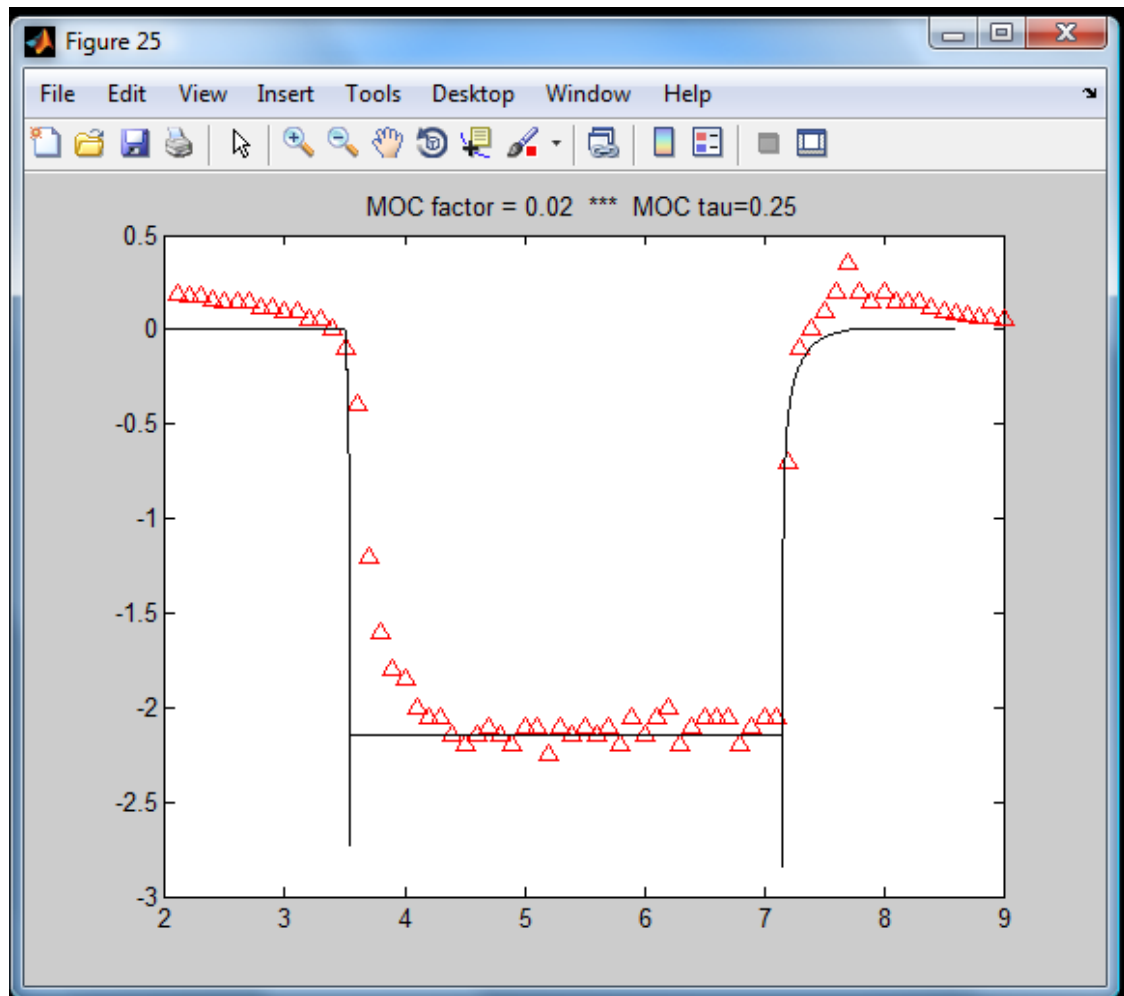 Figure 25
File Edit View Insert Tools Desktop Window Help
MOC factor = 0.02 *** MOC tau=0.25
0.5
0
-0.5
-1
-1.5
-2
-2.5
-3
2 3 4 5 6 7 8 9